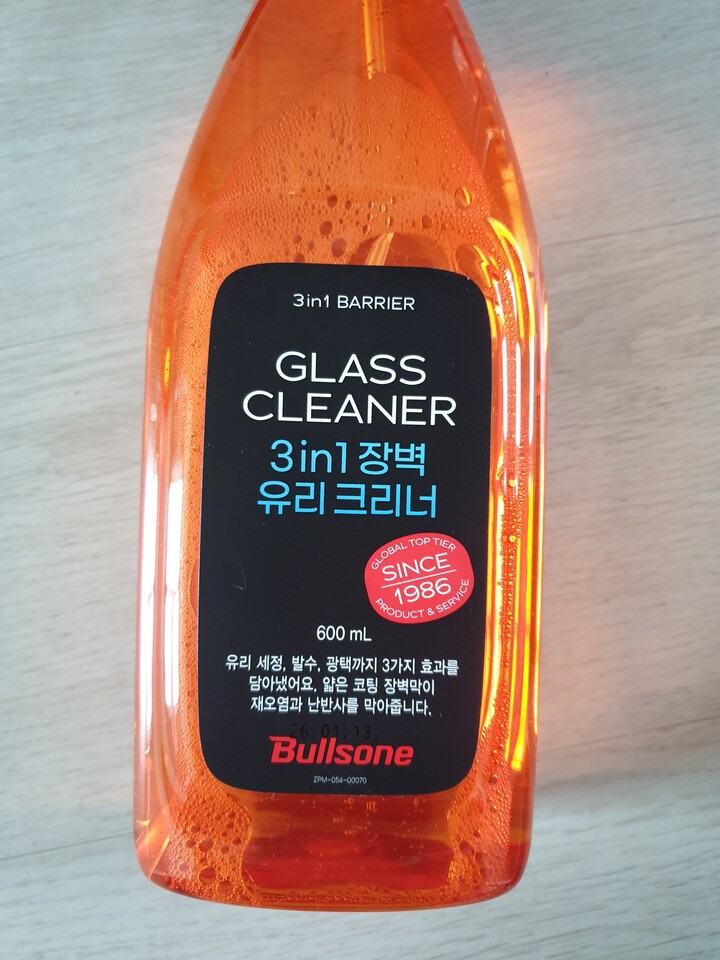 3in1 BARRIER
GLASS
CLEANER
3in1 장벽
유리크리너
GLOBAL TOP TIER
SINCE
1986
PRODUCT & SERVICE
600 mL
유리 세정, 발수, 광택까지 3가지 효과를
담아냈어요. 얇은 코팅 장벽막이
재오염과 난반사를 막아줍니다.
26.01.13.
Bullsone
ZPM-054-00070